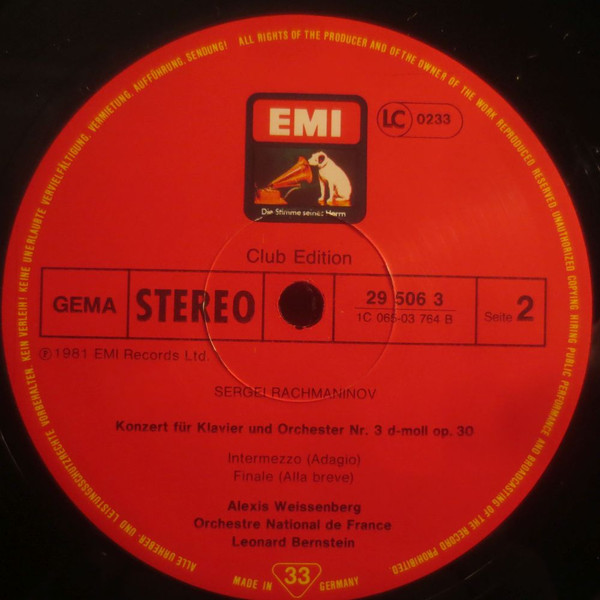 ALL RIGHTS OF THE PRODUCER AND OF THE OWNER OF THE WORK REPRODUCED RESERVED UNAUTHORIZED COPYING HIRING PUBLIC PERFORMANCE AND BROADCASTING OF THE RECORD PROHIBITED
ALLE URHEBER- UND LEISTUNGSSCHUTZRECHTE VORBEHALTEN. KEIN VERLEIH! KEINE UNERLAUBTE VERVIELFÄLTIGUNG, VERMIETUNG, AUFFÜHRUNG, SENDUNG!
EMI
LC 0233
Die Stimme seines Herrn
Club Edition
GEMA STEREO 29 506 3 Seite 2
1C 065-03 764 B
℗ 1981 EMI Records Ltd.
SERGEI RACHMANINOV
Konzert für Klavier und Orchester Nr. 3 d-moll op. 30
Intermezzo (Adagio)
Finale (Alla breve)
Alexis Weissenberg
Orchestre National de France
Leonard Bernstein
MADE IN 33 GERMANY